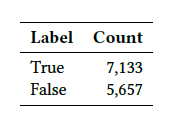 Label Count
True 7,133
False 5,657